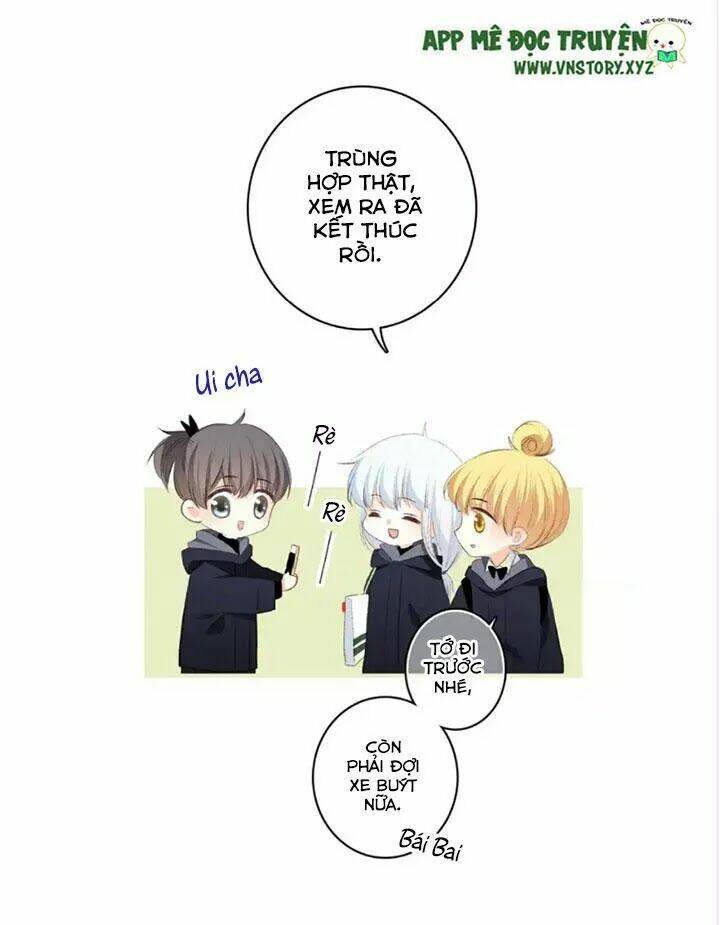 MÊ ĐỌC TRUYỆN
APP MÊ ĐỌC TRUYỆN
WWW.VNSTORY.XYZ
TRÙNG
HỢP THẬT,
XEM RA ĐÃ
KẾT THÚC
RỒI.
Ui cha
Rè
Rè
TỚ ĐI
TRƯỚC
NHÉ,
CÒN
PHẢI ĐỢI
XE BUÝT
NỮA.
Bái Bai